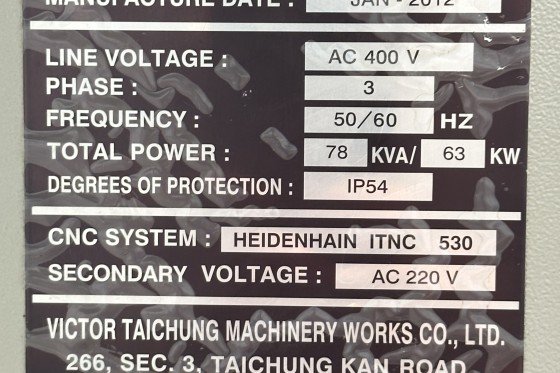 MANUFACTURE DATE : JAN - 2012
LINE VOLTAGE : AC 400 V
PHASE : 3
FREQUENCY : 50/60 HZ
TOTAL POWER : 78 KVA/ 63 KW
DEGREES OF PROTECTION : IP54
CNC SYSTEM : HEIDENHAIN ITNC 530
SECONDARY VOLTAGE : AC 220 V
VICTOR TAICHUNG MACHINERY WORKS CO., LTD.
266, SEC. 3, TAICHUNG KAN ROAD